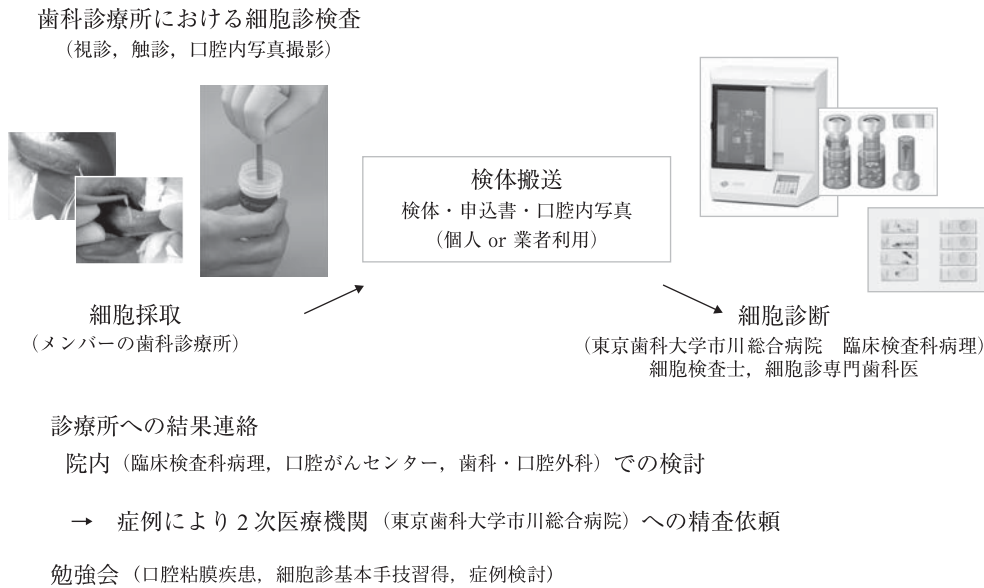 歯科診療所における細胞診検査
（視診，触診，口腔内写真撮影）
検体搬送
検体・申込書・口腔内写真
（個人 or 業者利用）
細胞採取
（メンバーの歯科診療所）
細胞診断
（東京歯科大学市川総合病院　臨床検査科病理）
細胞検査士，細胞診専門歯科医
診療所への結果連絡
院内（臨床検査科病理，口腔がんセンター，歯科・口腔外科）での検討
→　症例により2次医療機関（東京歯科大学市川総合病院）への精査依頼
勉強会（口腔粘膜疾患，細胞診基本手技習得，症例検討）